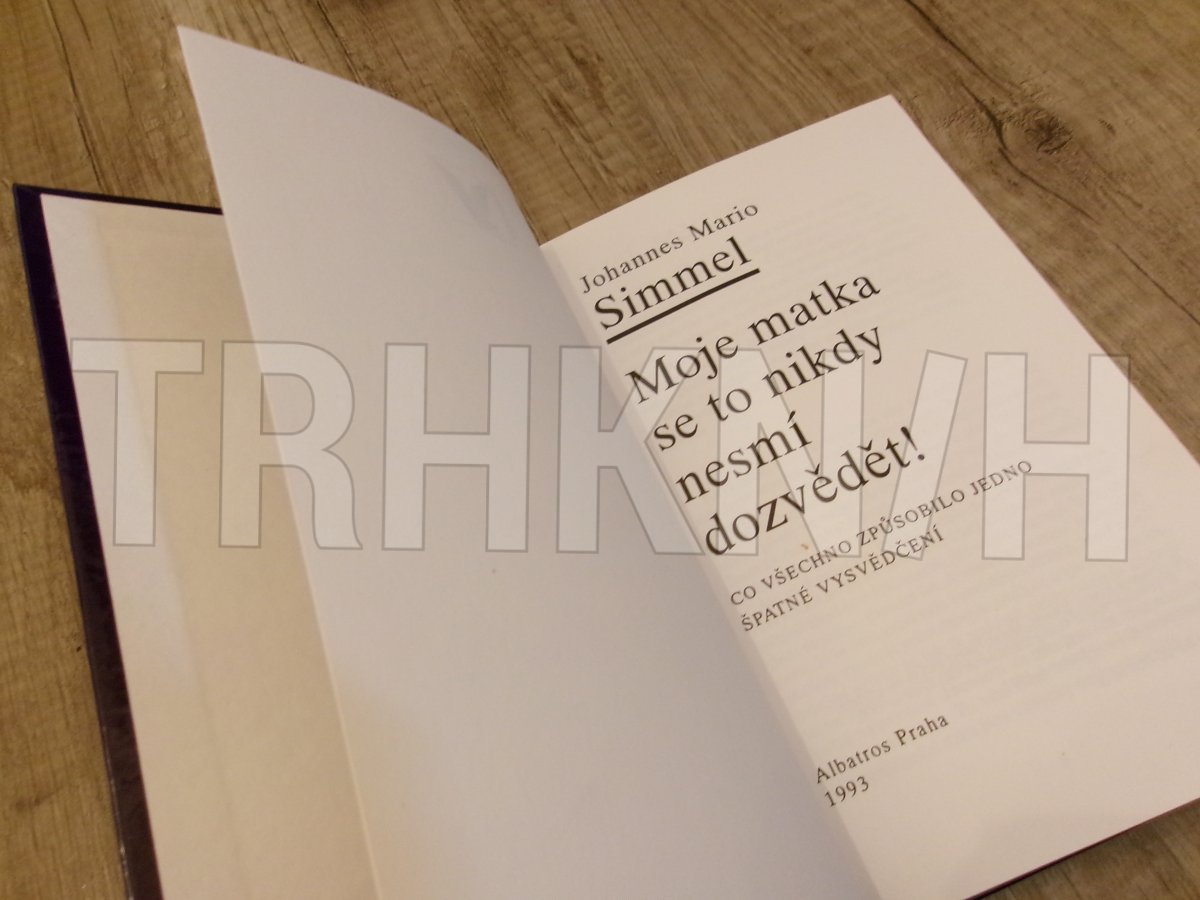 Johannes Mario
Simmel
Moje matka
se to nikdy
nesmí
dozvědět!
CO VŠECHNO ZPŮSOBILO JEDNO
ŠPATNÉ VYSVĚDČENÍ
Albatros Praha
1993
TRHKNIH